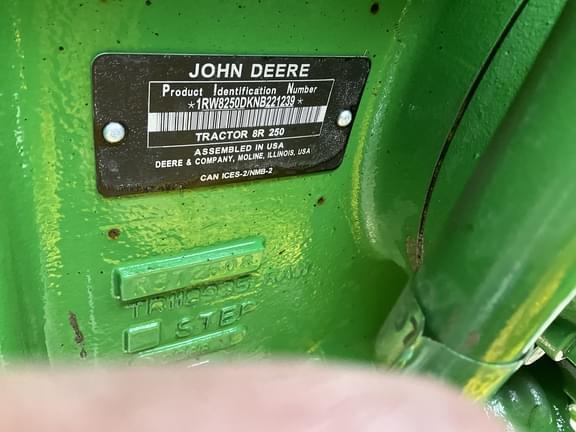 JOHN DEERE
Product Identification Number
*1RW8250DKNB221239*
TRACTOR 8R 250
ASSEMBLED IN USA
DEERE & COMPANY, MOLINE, ILLINOIS, USA
CAN ICES-2/NMB-2
STEP